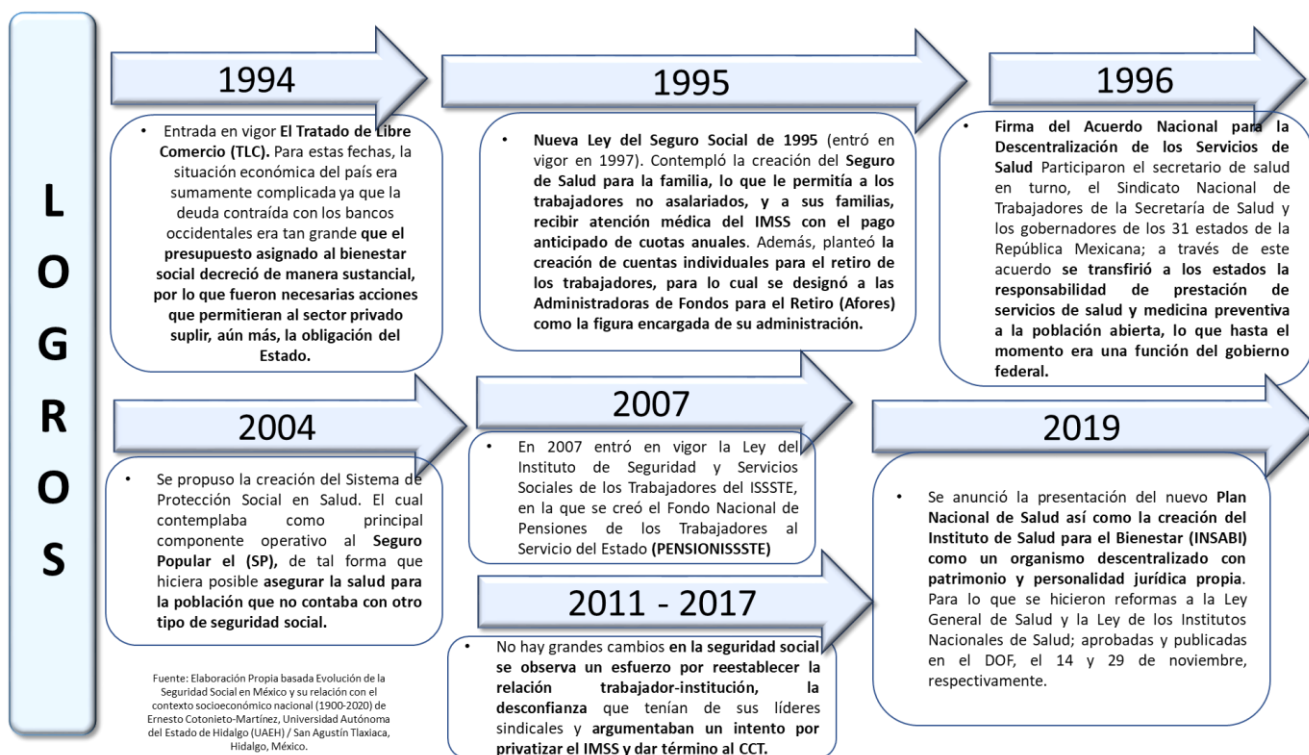 LOGROS
1994
• Entrada en vigor El Tratado de Libre
Comercio (TLC). Para estas fechas, la
situación económica del país era
sumamente complicada ya que la
deuda contraída con los bancos
occidentales era tan grande que el
presupuesto asignado al bienestar
social decreció de manera sustancial,
por lo que fueron necesarias acciones
que permitieran al sector privado
suplir, aún más, la obligación del
Estado.
1995
• Nueva Ley del Seguro Social de 1995 (entró en
vigor en 1997). Contempló la creación del Seguro
de Salud para la familia, lo que le permitía a los
trabajadores no asalariados, y a sus familias,
recibir atención médica del IMSS con el pago
anticipado de cuotas anuales. Además, planteó la
creación de cuentas individuales para el retiro de
los trabajadores, para lo cual se designó a las
Administradoras de Fondos para el Retiro (Afores)
como la figura encargada de su administración.
1996
• Firma del Acuerdo Nacional para la
Descentralización de los Servicios de
Salud Participaron el secretario de salud
en turno, el Sindicato Nacional de
Trabajadores de la Secretaría de Salud y
los gobernadores de los 31 estados de la
República Mexicana; a través de este
acuerdo se transfirió a los estados la
responsabilidad de prestación de
servicios de salud y medicina preventiva
a la población abierta, lo que hasta el
momento era una función del gobierno
federal.
2004
• Se propuso la creación del Sistema de
Protección Social en Salud. El cual
contemplaba como principal
componente operativo al Seguro
Popular el (SP), de tal forma que
hiciera posible asegurar la salud para
la población que no contaba con otro
tipo de seguridad social.
2007
• En 2007 entró en vigor la Ley del
Instituto de Seguridad y Servicios
Sociales de los Trabajadores del ISSSTE,
en la que se creó el Fondo Nacional de
Pensiones de los Trabajadores al
Servicio del Estado (PENSIONISSSTE)
2011 - 2017
• No hay grandes cambios en la seguridad social
se observa un esfuerzo por reestablecer la
relación trabajador-institución, la
desconfianza que tenían de sus líderes
sindicales y argumentaban un intento por
privatizar el IMSS y dar término al CCT.
2019
• Se anunció la presentación del nuevo Plan
Nacional de Salud así como la creación del
Instituto de Salud para el Bienestar (INSABI)
como un organismo descentralizado con
patrimonio y personalidad jurídica propia.
Para lo que se hicieron reformas a la Ley
General de Salud y la Ley de los Institutos
Nacionales de Salud; aprobadas y publicadas
en el DOF, el 14 y 29 de noviembre,
respectivamente.
Fuente: Elaboración Propia basada Evolución de la
Seguridad Social en México y su relación con el
contexto socioeconómico nacional (1900-2020) de
Ernesto Cotonieto-Martínez, Universidad Autónoma
del Estado de Hidalgo (UAEH) / San Agustín Tlaxiaca,
Hidalgo, México.